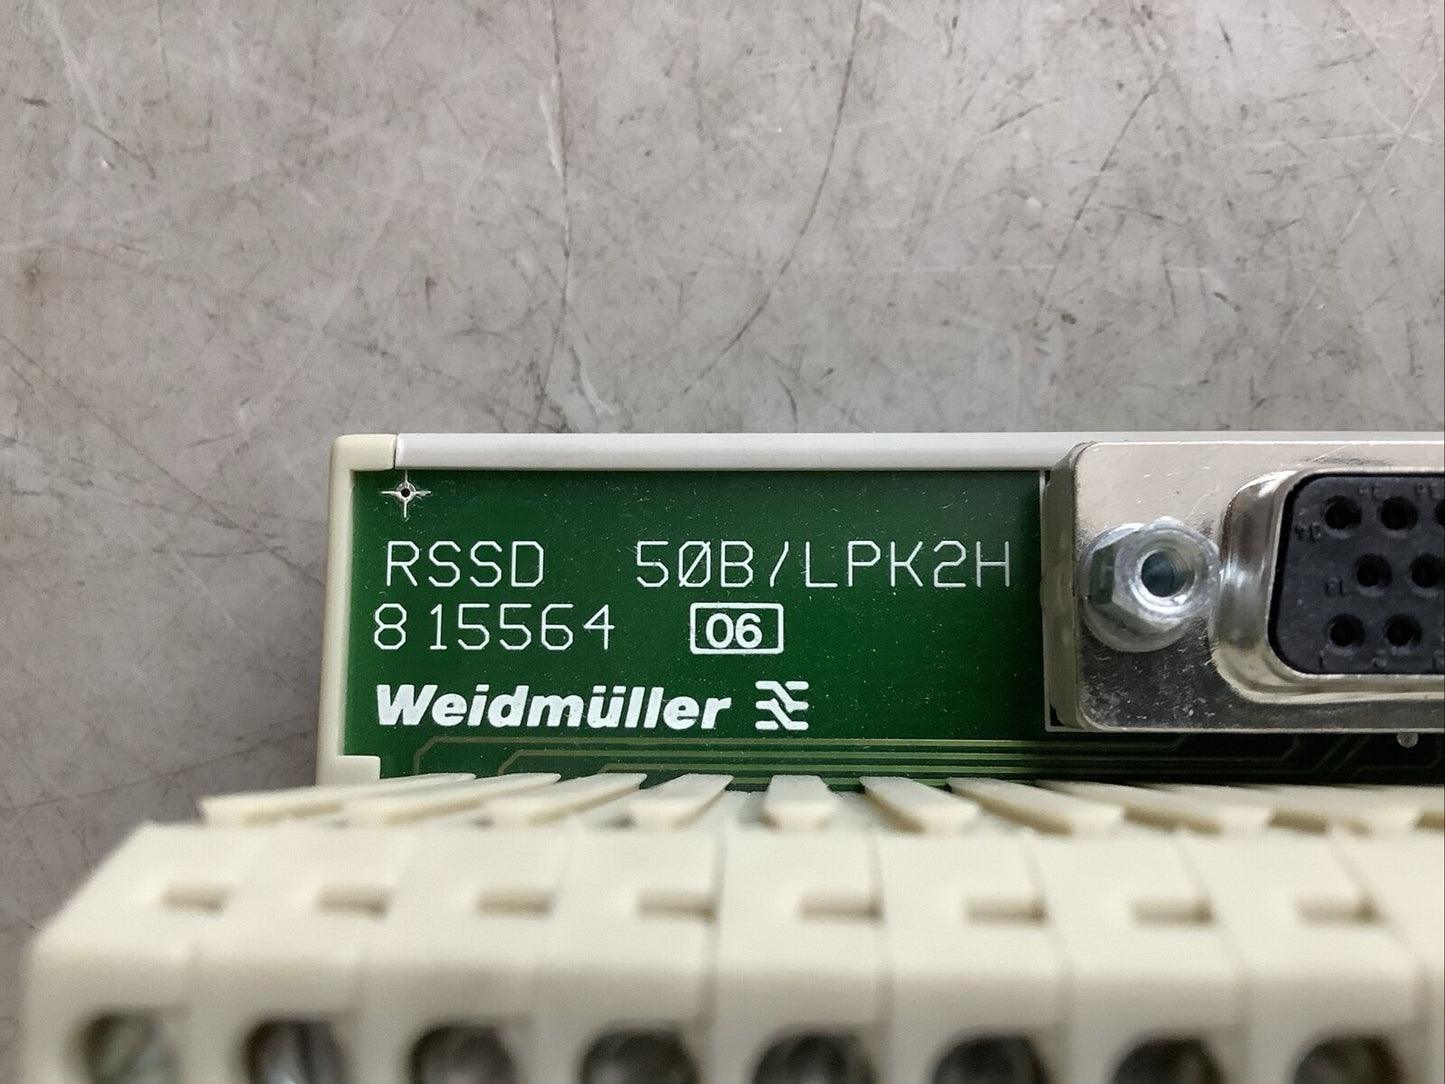 RSSD 50B/LPK2H
815564 06
Weidmüller